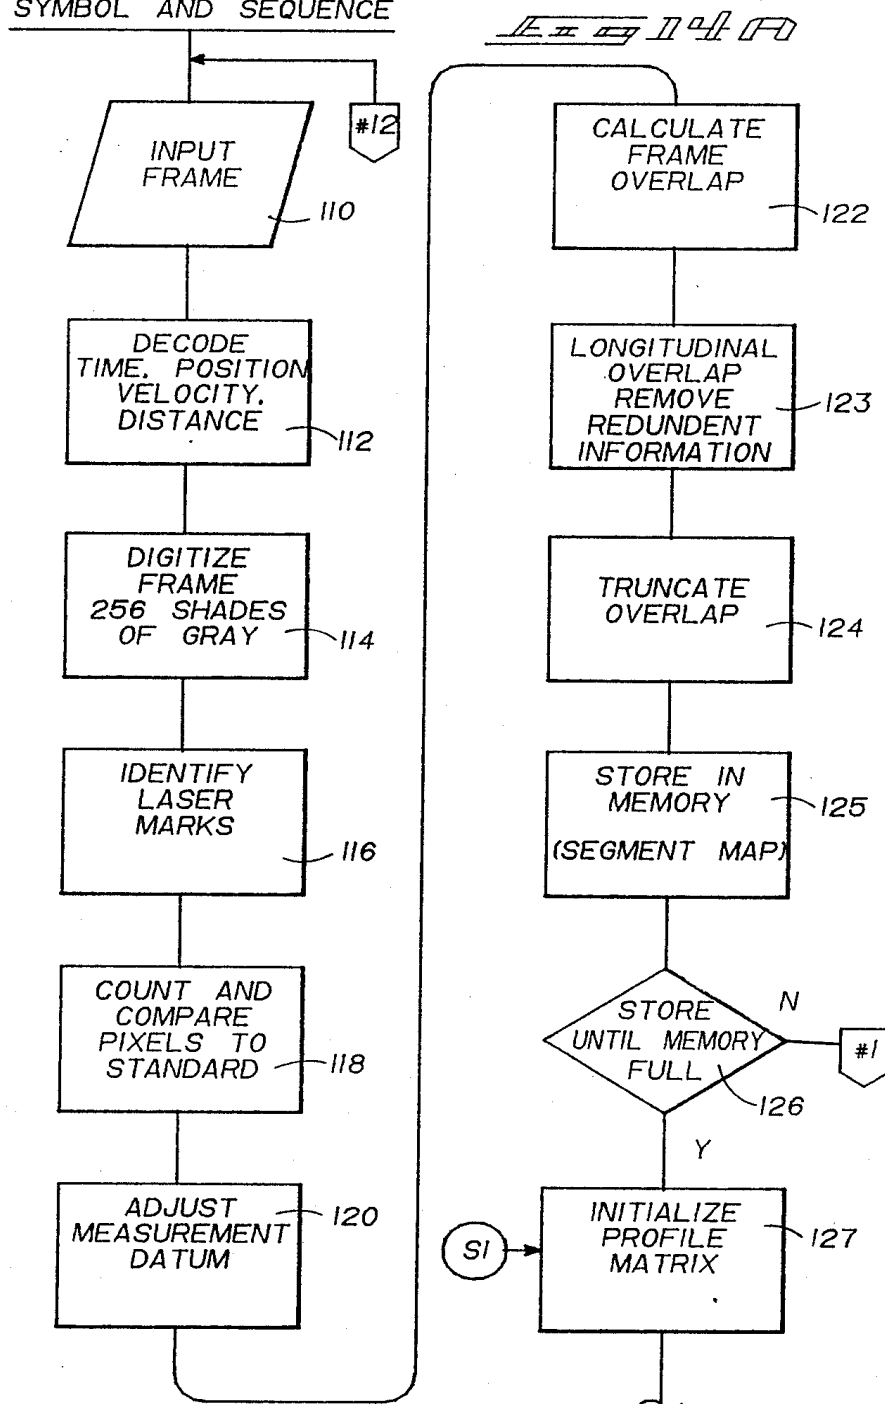 SYMBOL AND SEQUENCE
Fig 14A
#12
INPUT
FRAME
110
DECODE
TIME. POSITION
VELOCITY.
DISTANCE
112
DIGITIZE
FRAME
256 SHADES
OF GRAY
114
IDENTIFY
LASER
MARKS
116
COUNT AND
COMPARE
PIXELS TO
STANDARD
118
ADJUST
MEASUREMENT
DATUM
120
CALCULATE
FRAME
OVERLAP
122
LONGITUDINAL
OVERLAP
REMOVE
REDUNDENT
INFORMATION
123
TRUNCATE
OVERLAP
124
STORE IN
MEMORY
(SEGMENT MAP)
125
STORE
UNTIL MEMORY
FULL
126
N
#1
Y
S1
INITIALIZE
PROFILE
MATRIX
127